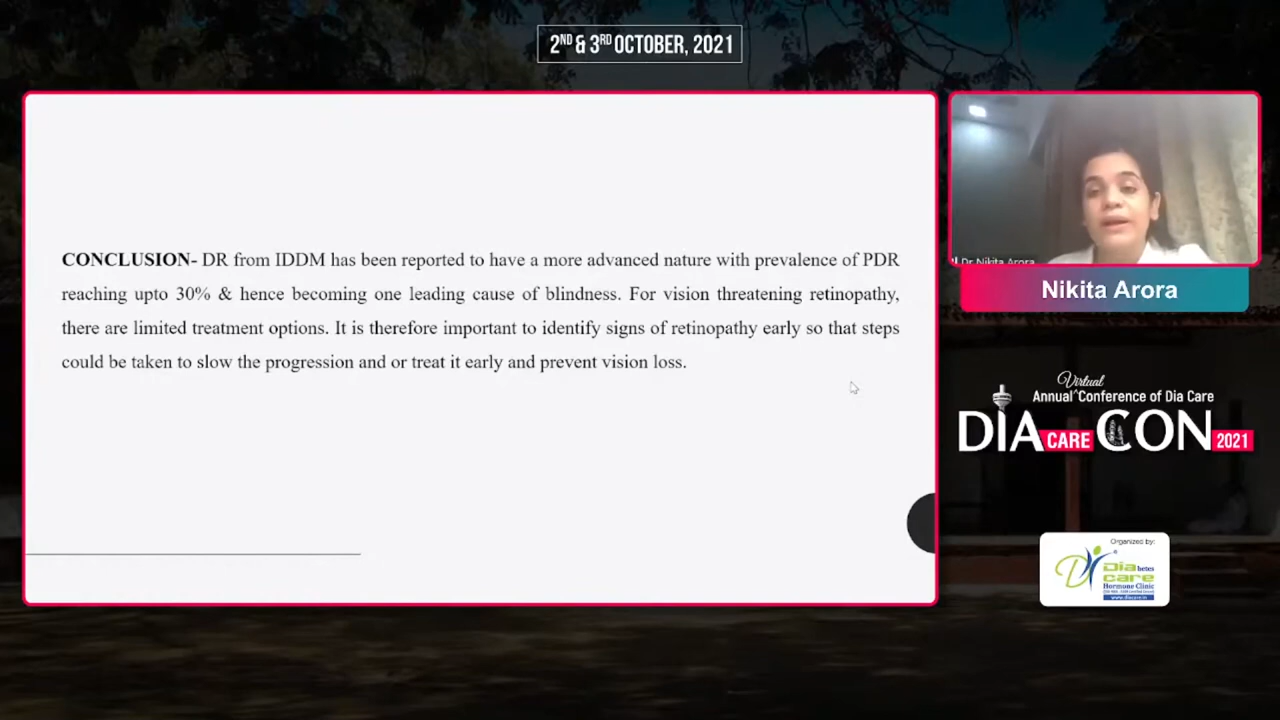 2ND & 3RD OCTOBER, 2021
CONCLUSION- DR from IDDM has been reported to have a more advanced nature with prevalence of PDR
reaching upto 30% & hence becoming one leading cause of blindness. For vision threatening retinopathy,
there are limited treatment options. It is therefore important to identify signs of retinopathy early so that steps
could be taken to slow the progression and or treat it early and prevent vision loss.
Dr Nikita Arora
Nikita Arora
Virtual
Annual ^ Conference of Dia Care
DIA CARE CON 2021
Organized by:
Diabetes
care
Hormone Clinic
www.diacare.in